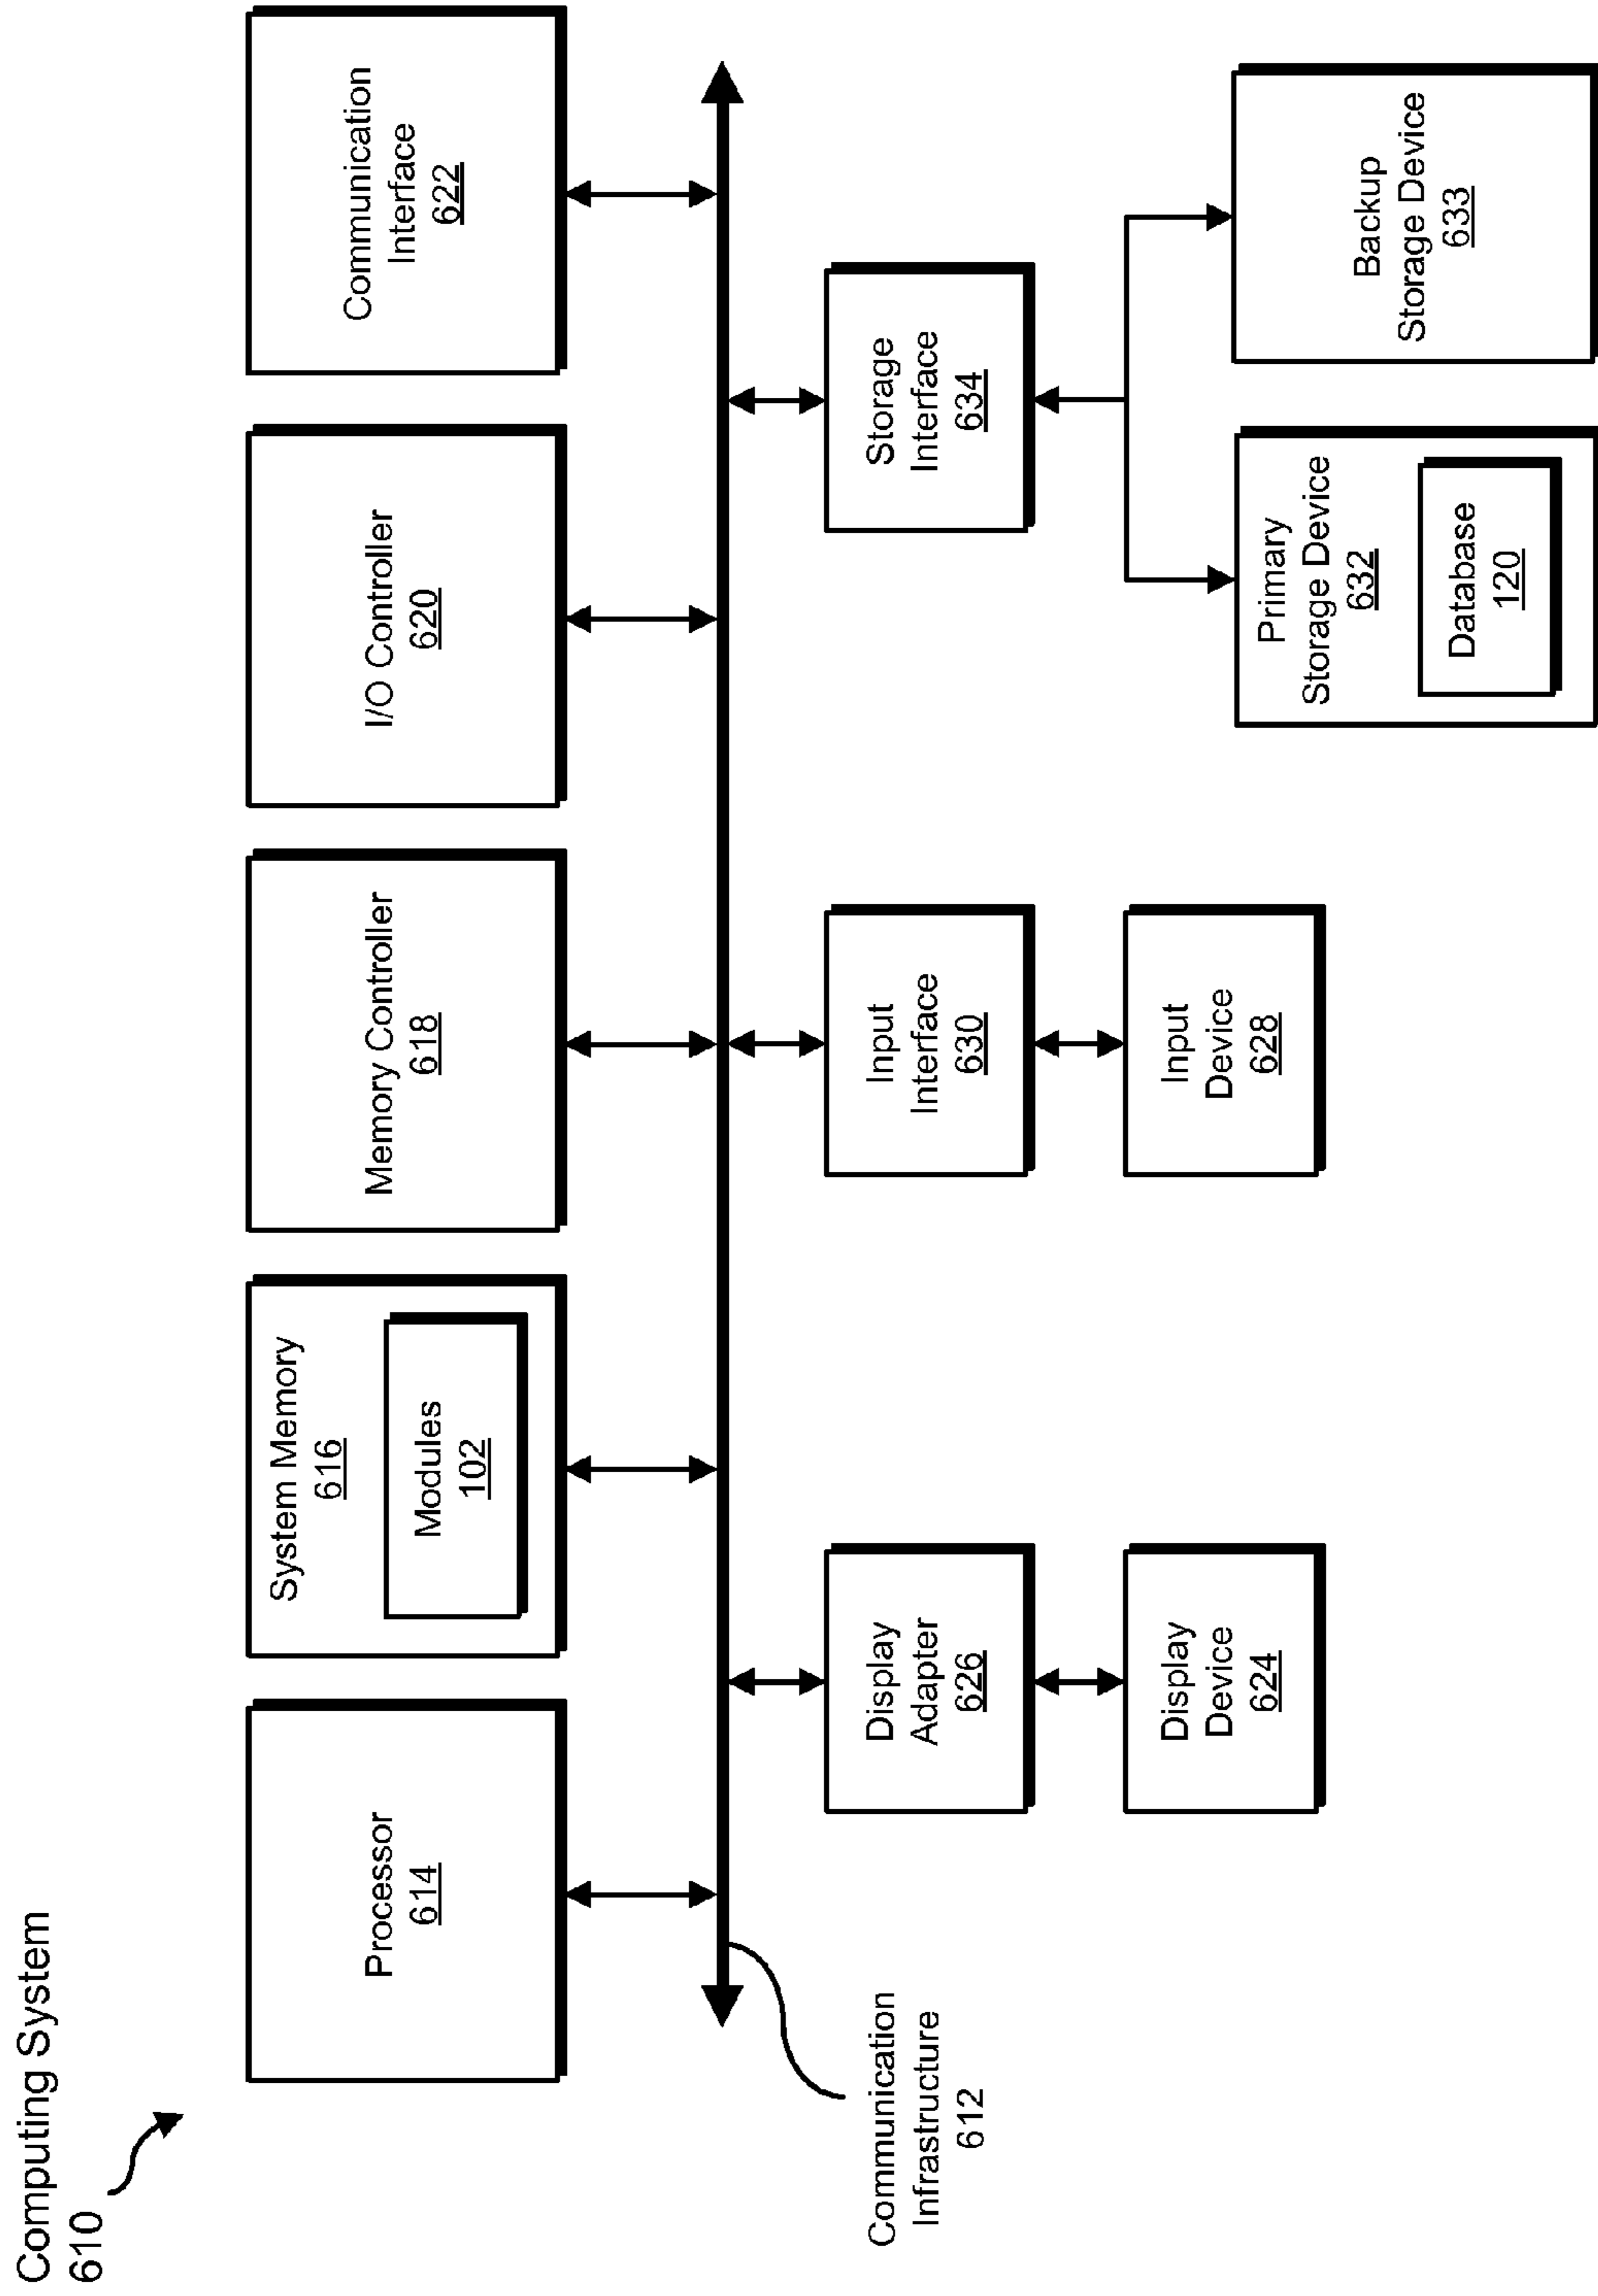 Computing System
610
Processor
614
System Memory
616
Modules
102
Memory Controller
618
I/O Controller
620
Communication
Interface
622
Communication
Infrastructure
612
Display
Adapter
626
Input
Interface
630
Storage
Interface
634
Display
Device
624
Input
Device
628
Primary
Storage Device
632
Database
120
Backup
Storage Device
633